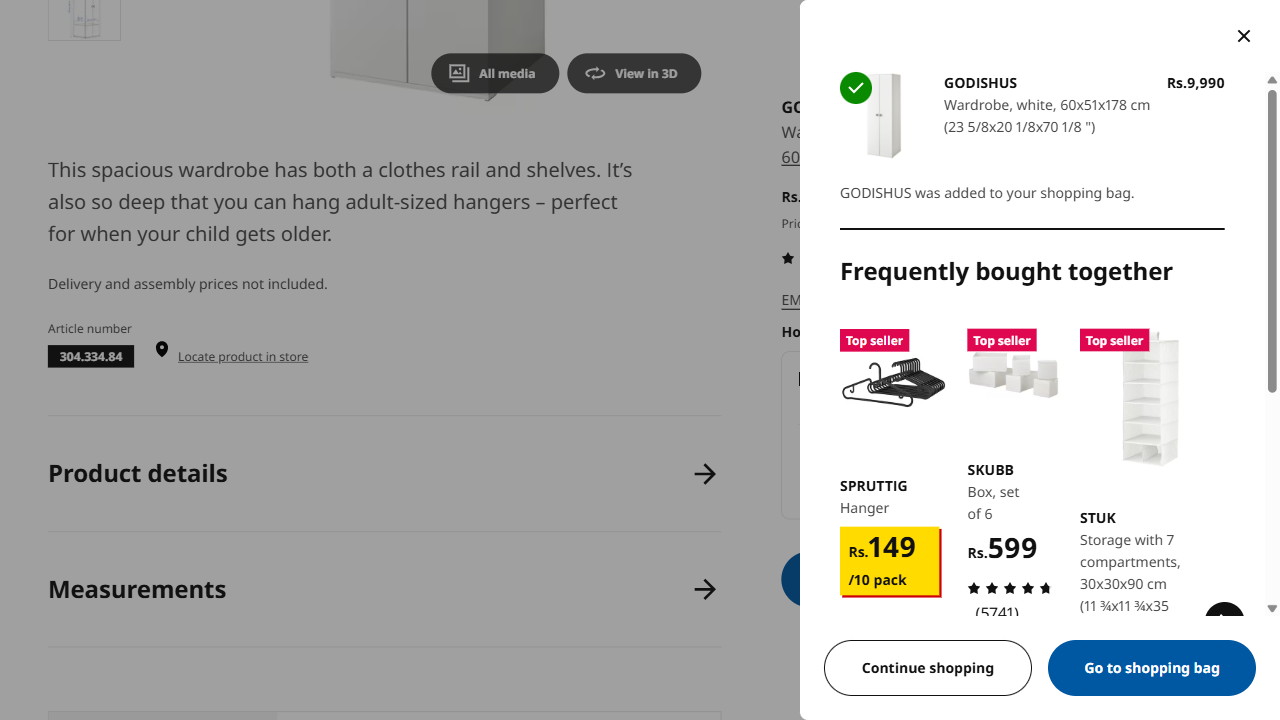 All media
View in 3D
This spacious wardrobe has both a clothes rail and shelves. It's
also so deep that you can hang adult-sized hangers – perfect
for when your child gets older.
Delivery and assembly prices not included.
Article number
304.334.84
Locate product in store
Product details
Measurements
GO
Wa
60
Rs.
Pric
EM
Ho
GODISHUS
Rs.9,990
Wardrobe, white, 60x51x178 cm
(23 5/8x20 1/8x70 1/8 ")
GODISHUS was added to your shopping bag.
Frequently bought together
Top seller
SPRUTTIG
Hanger
Rs.149
/10 pack
Top seller
SKUBB
Box, set
of 6
Rs.599
(5741)
Top seller
STUK
Storage with 7
compartments,
30x30x90 cm
(11 ¾x11 ¾x35
Continue shopping
Go to shopping bag